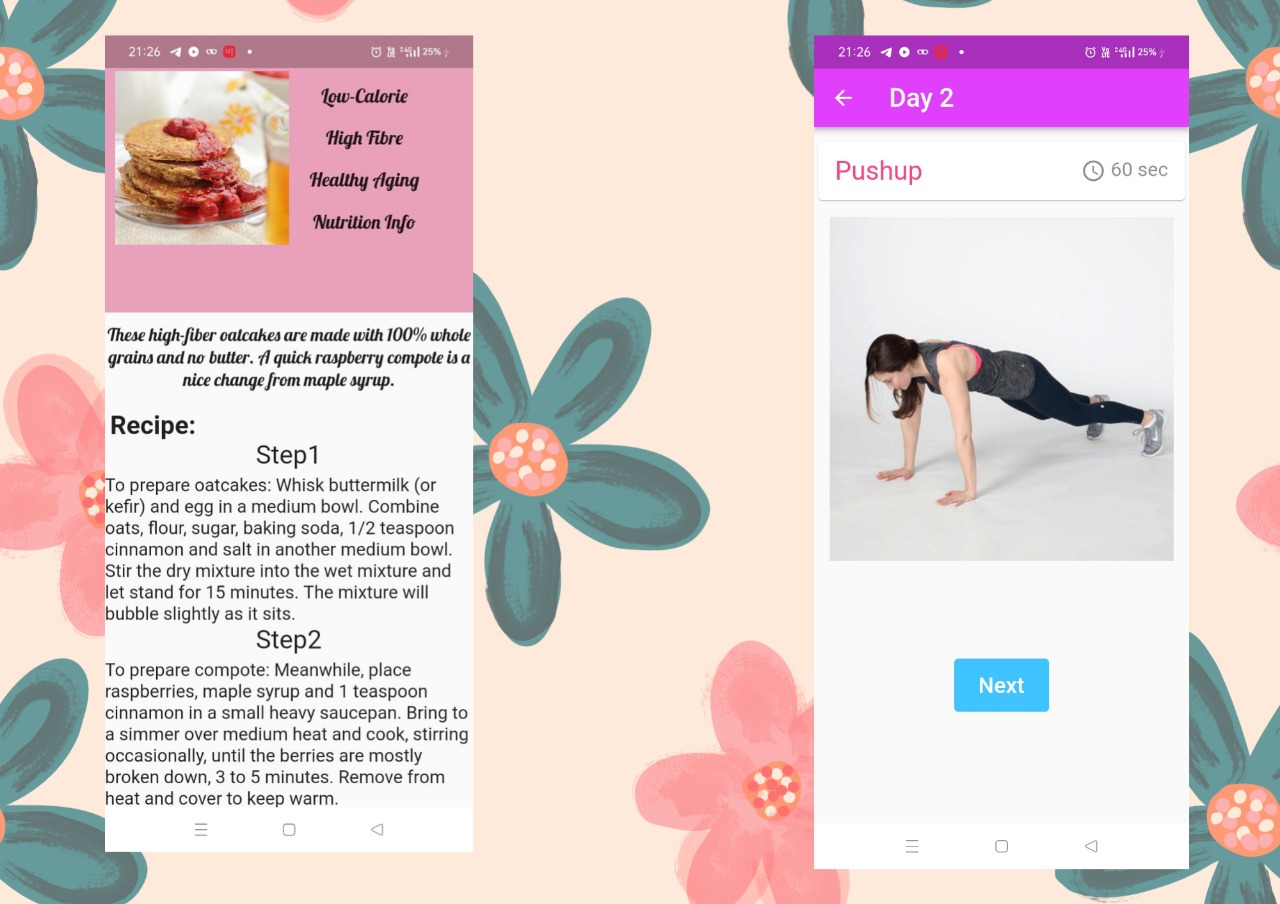 21:26
25%
Low-Calorie
High Fibre
Healthy Aging
Nutrition Info
These high-fiber oatcakes are made with 100% whole
grains and no butter. A quick raspberry compote is a
nice change from maple syrup.
Recipe:
Step1
To prepare oatcakes: Whisk buttermilk (or
kefir) and egg in a medium bowl. Combine
oats, flour, sugar, baking soda, 1/2 teaspoon
cinnamon and salt in another medium bowl.
Stir the dry mixture into the wet mixture and
let stand for 15 minutes. The mixture will
bubble slightly as it sits.
Step2
To prepare compote: Meanwhile, place
raspberries, maple syrup and 1 teaspoon
cinnamon in a small heavy saucepan. Bring to
a simmer over medium heat and cook, stirring
occasionally, until the berries are mostly
broken down, 3 to 5 minutes. Remove from
heat and cover to keep warm.
21:26
25%
Day 2
Pushup
60 sec
Next